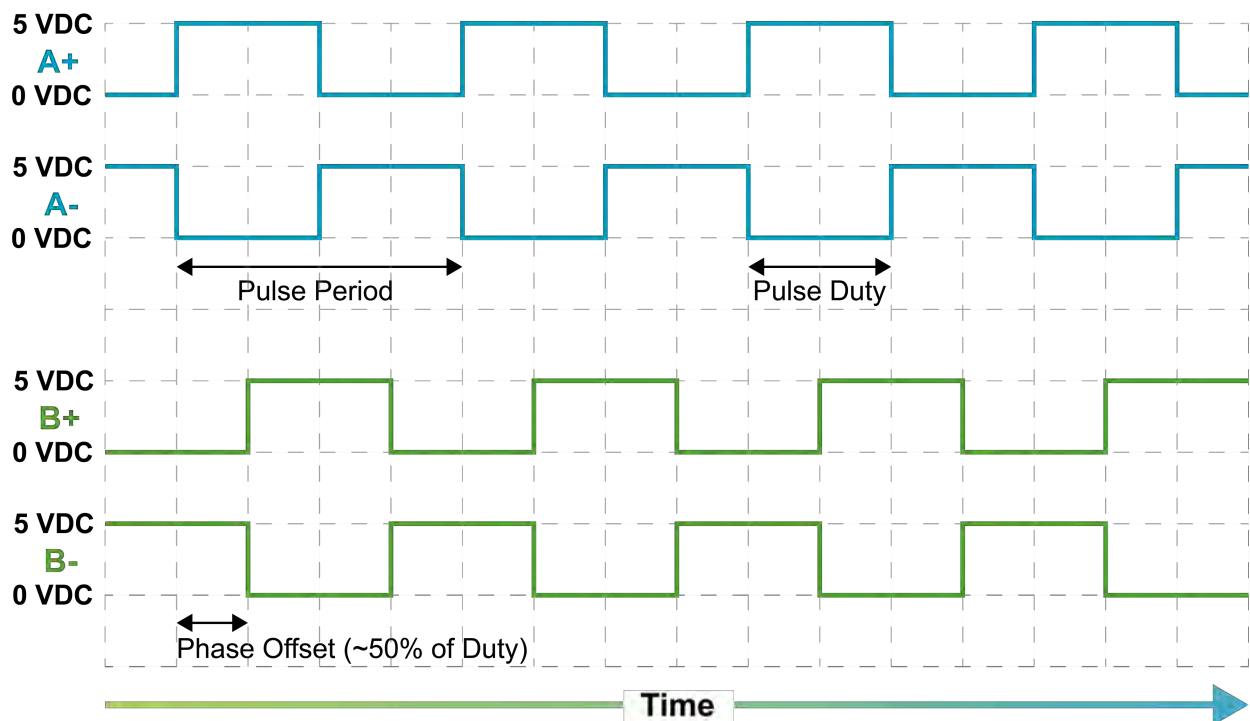 5 VDC
A+
0 VDC
5 VDC
A-
0 VDC
Pulse Period
Pulse Duty
5 VDC
B+
0 VDC
5 VDC
B-
0 VDC
Phase Offset (~50% of Duty)
Time